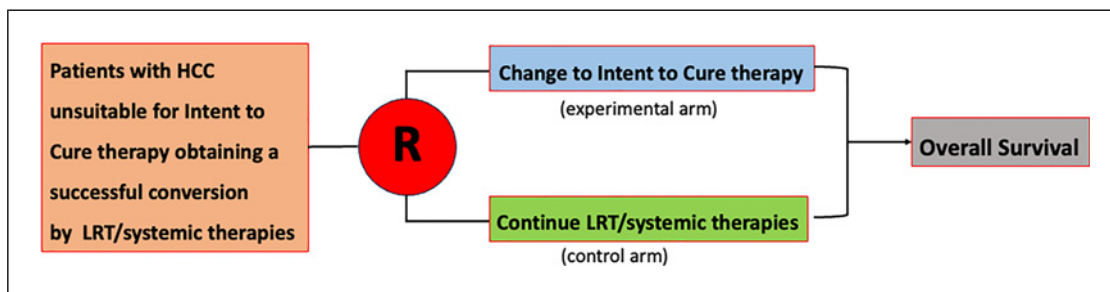 Patients with HCC
unsuitable for Intent to
Cure therapy obtaining a
successful conversion
by LRT/systemic therapies
R
Change to Intent to Cure therapy
(experimental arm)
Continue LRT/systemic therapies
(control arm)
Overall Survival